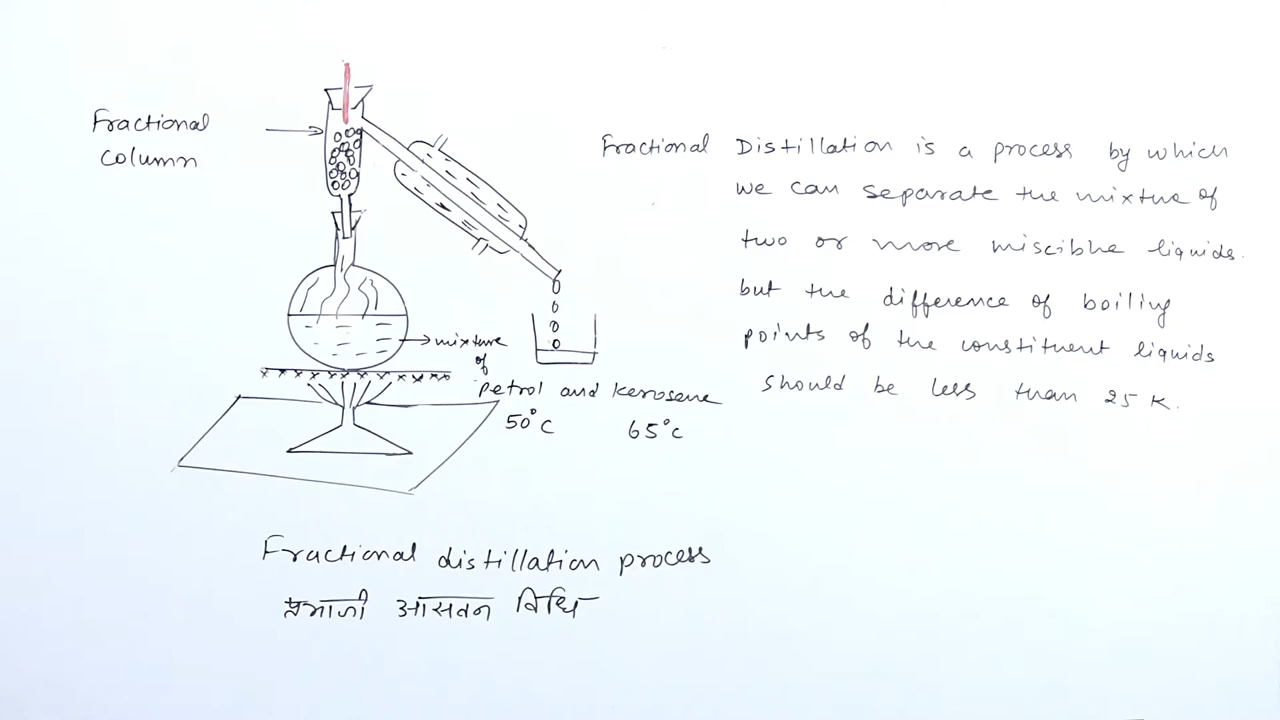 Fractional
column
mixture
of
Petrol and Kerosene
50°C 65°C
Fractional Distillation is a process by which
we can separate the mixtue of
two or more miscibhe liquids.
but the difference of boiling
points of the constituent liquids
should be less than 25 K.
Fractional distillation process
प्रभाजी आसवन विधि